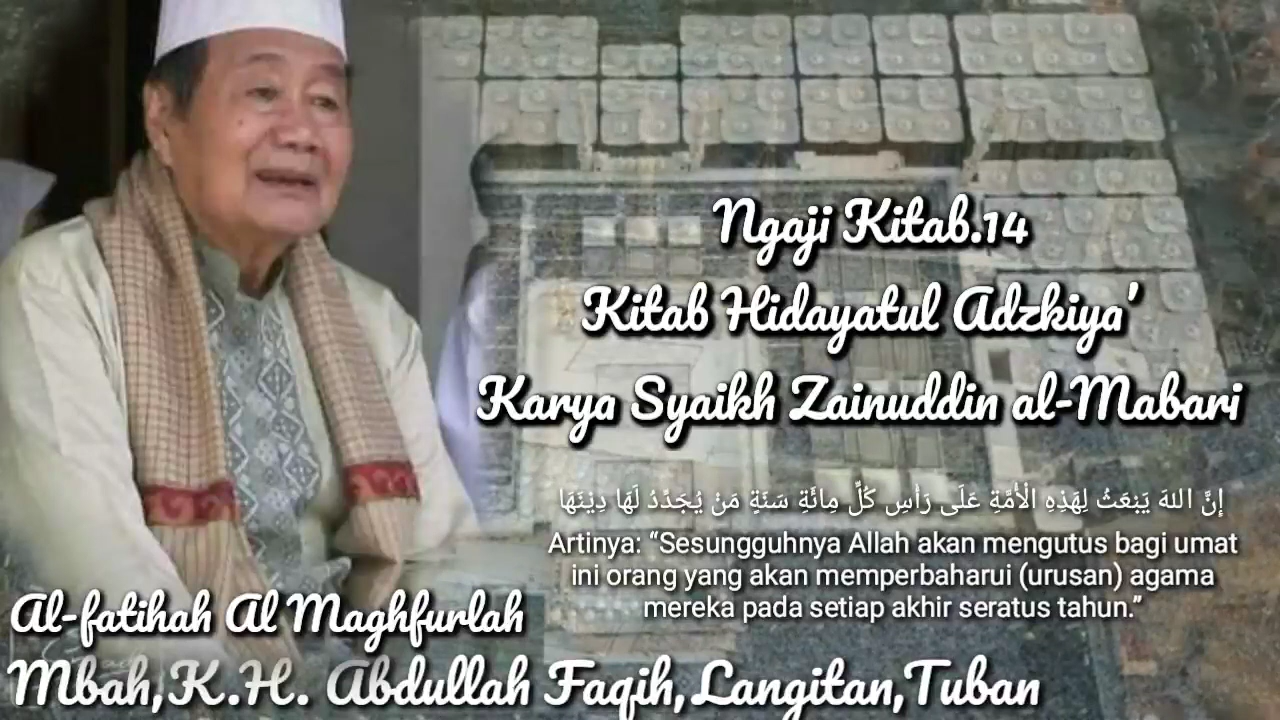 Ngaji Kitab.14
Kitab Hidayatul Adzkiya'
Karya Syaikh Zainuddin al-Mabari
إِنَّ اللهَ يَبْعَثُ لِهَذِهِ الْأُمَّةِ عَلَى رَأْسِ كُلِّ مِائَةِ سَنَةٍ مَنْ يُجَدِّدُ لَهَا دِيْنَهَا
Artinya: “Sesungguhnya Allah akan mengutus bagi umat
ini orang yang akan memperbaharui (urusan) agama
mereka pada setiap akhir seratus tahun.”
Al-fatihah Al Maghfurlah
Mbah,K.H. Abdullah Faqih,Langitan,Tuban